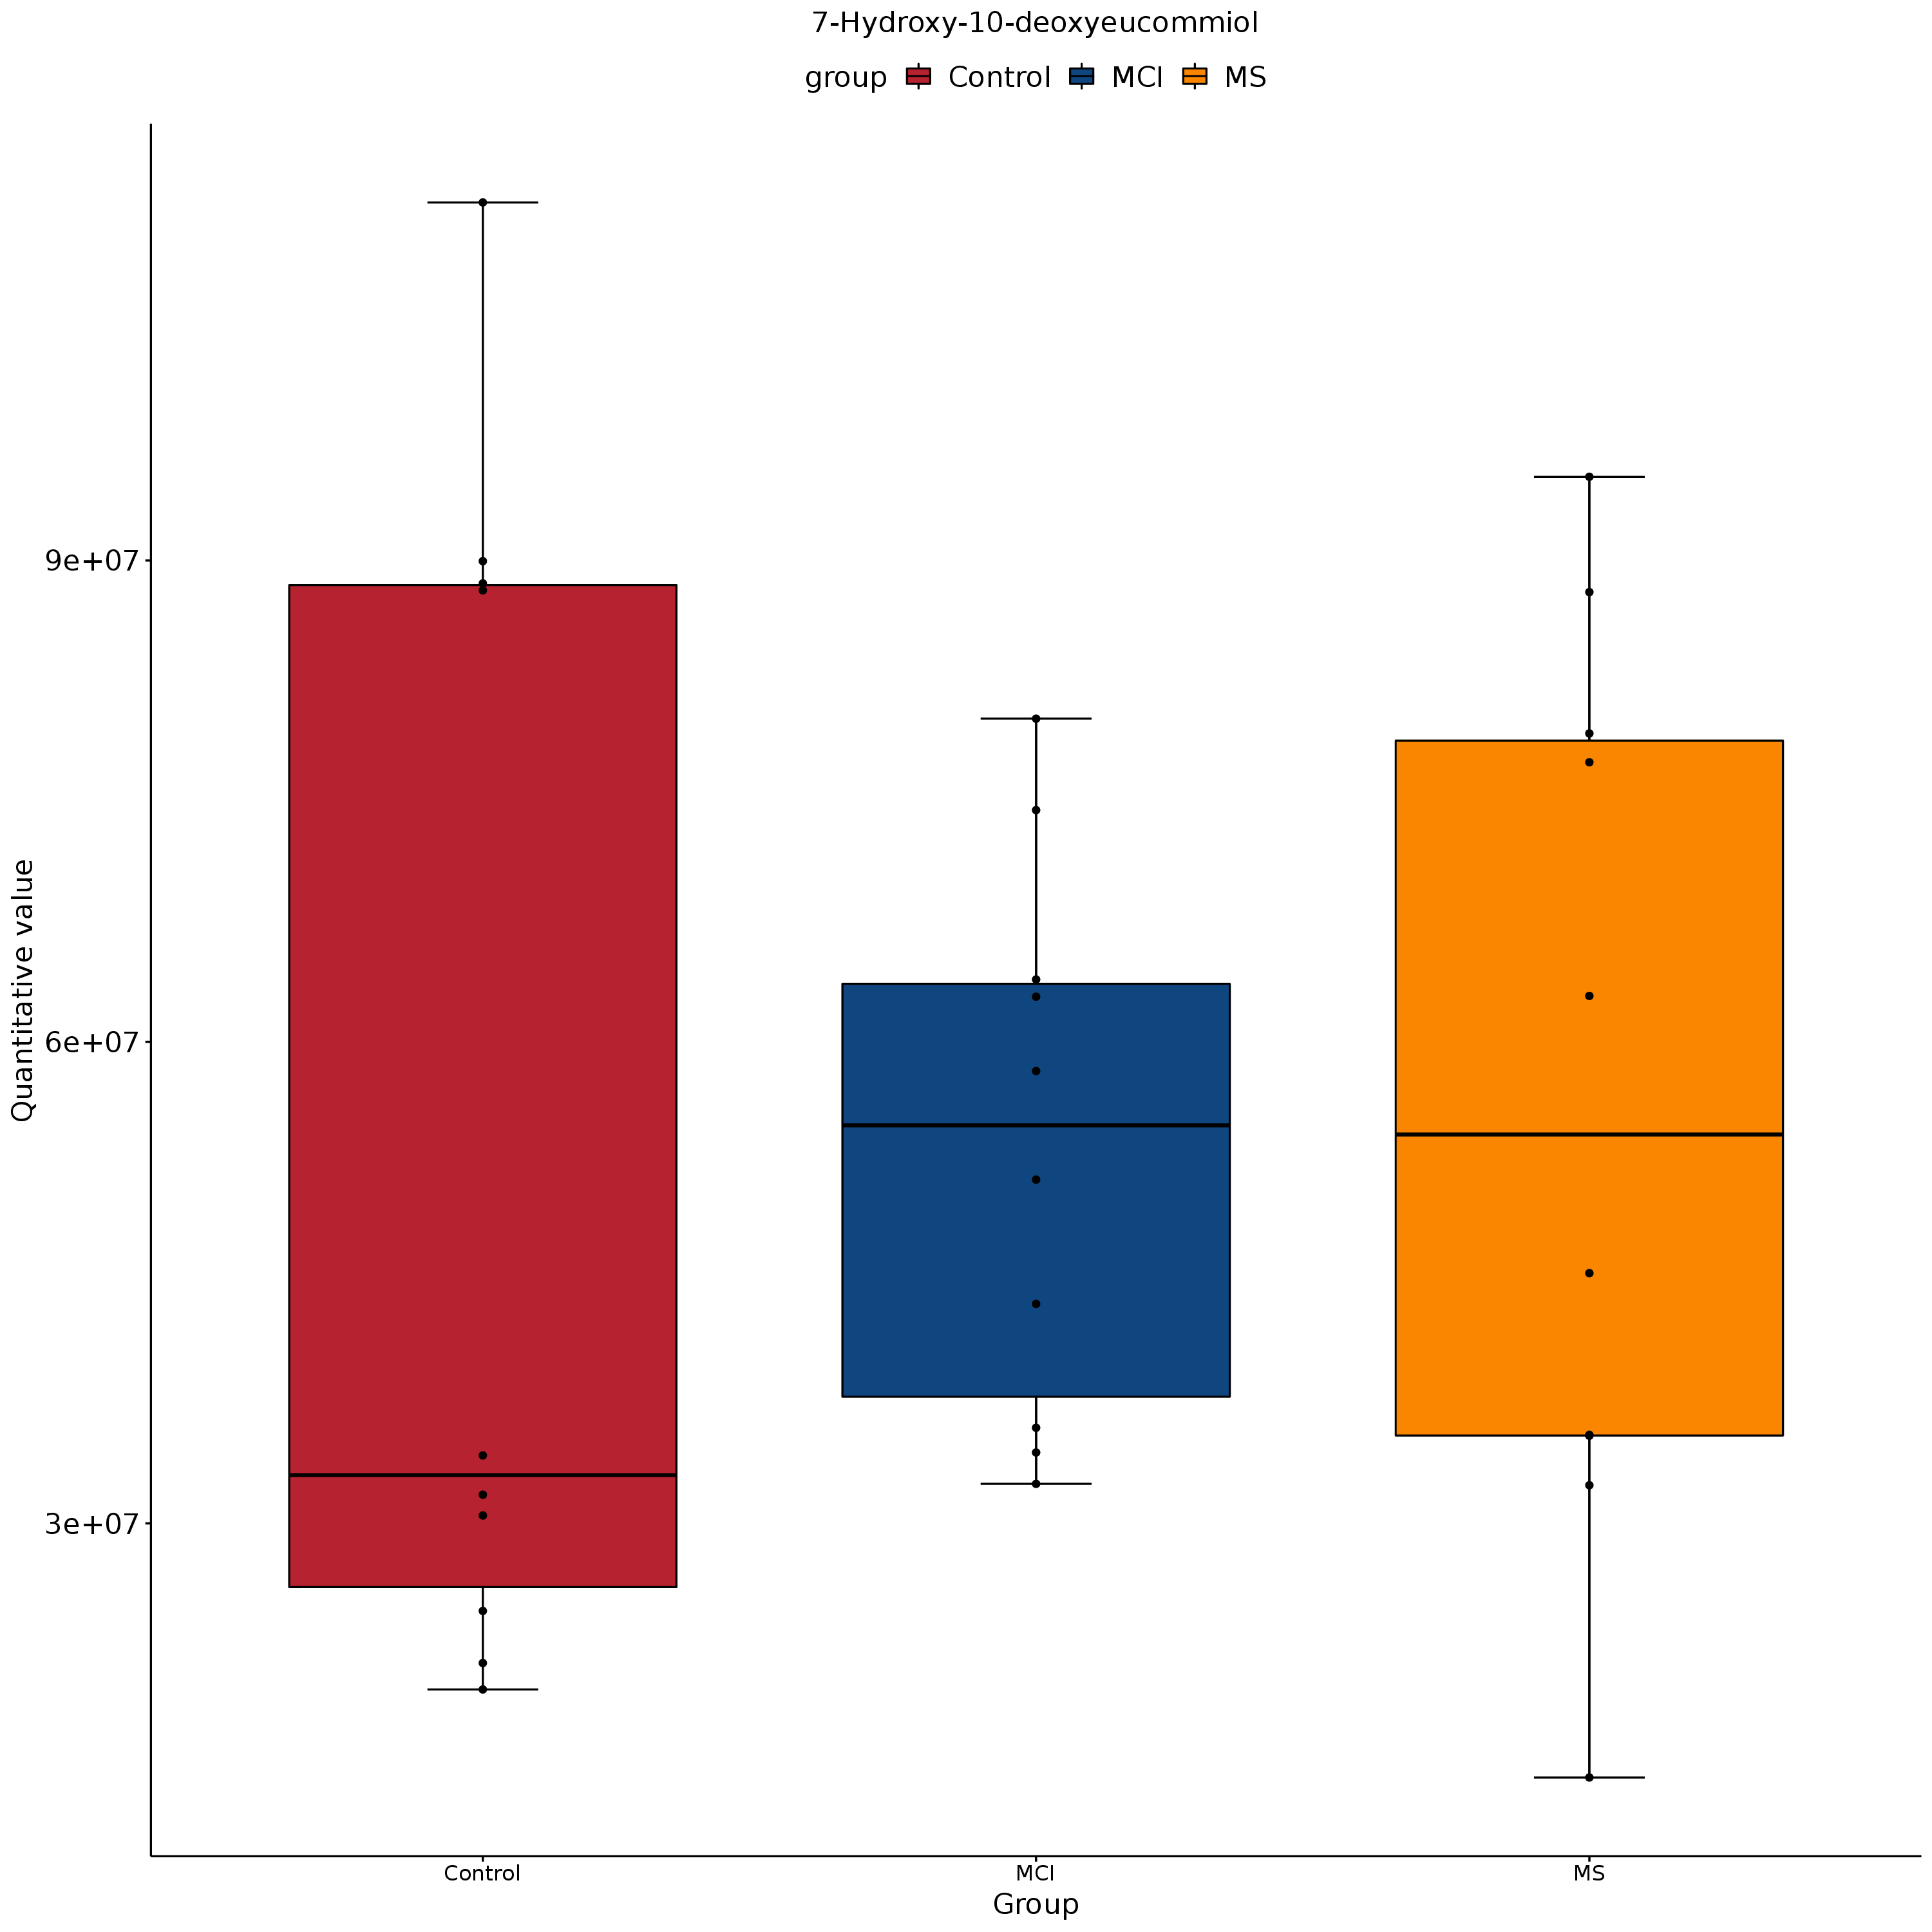 7-Hydroxy-10-deoxyeucommiol
group Control MCI MS
Quantitative value
9e+07
6e+07
3e+07
Control MCI MS
Group